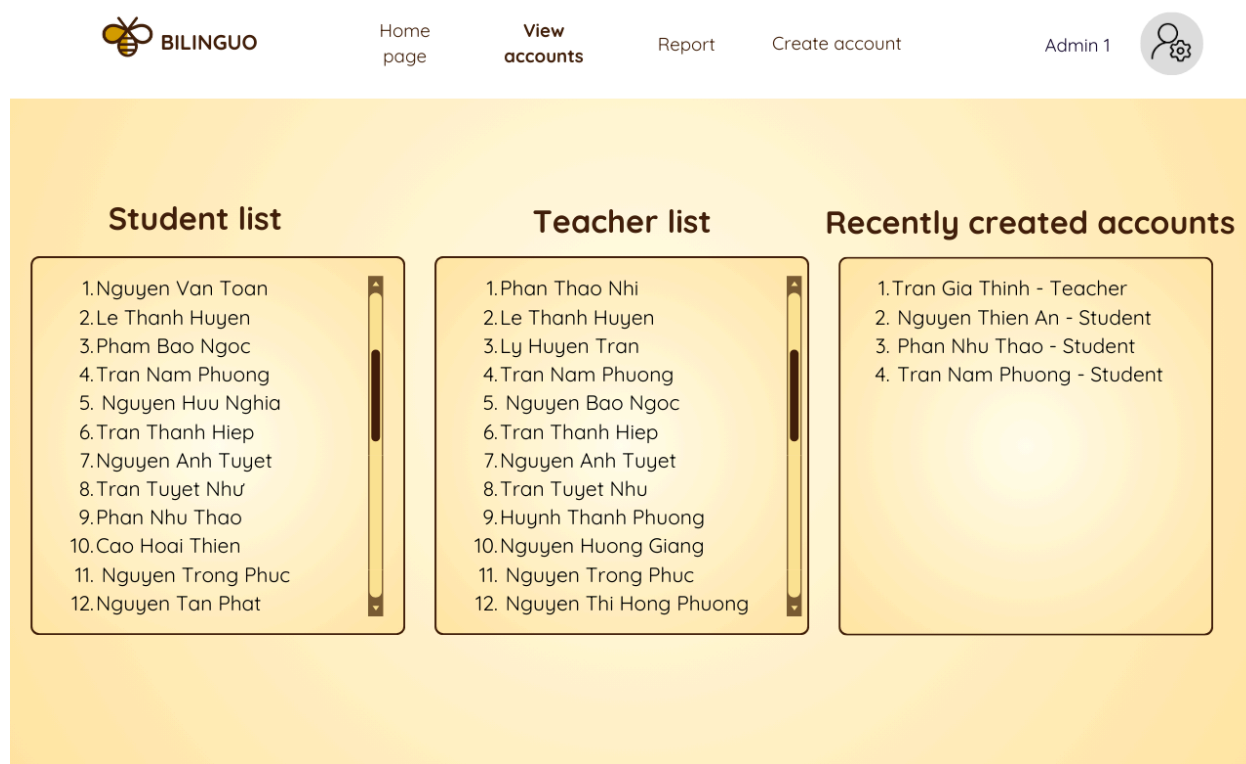 BILINGUO
Home
page
View
accounts
Report
Create account
Admin 1
Student list
1.Nguyen Van Toan
2.Le Thanh Huyen
3.Pham Bao Ngoc
4.Tran Nam Phuong
5. Nguyen Huu Nghia
6.Tran Thanh Hiep
7.Nguyen Anh Tuyet
8.Tran Tuyet Như
9.Phan Nhu Thao
10.Cao Hoai Thien
11. Nguyen Trong Phuc
12.Nguyen Tan Phat
Teacher list
1.Phan Thao Nhi
2.Le Thanh Huyen
3.Ly Huyen Tran
4.Tran Nam Phuong
5. Nguyen Bao Ngoc
6.Tran Thanh Hiep
7.Nguyen Anh Tuyet
8.Tran Tuyet Nhu
9.Huynh Thanh Phuong
10.Nguyen Huong Giang
11. Nguyen Trong Phuc
12. Nguyen Thi Hong Phuong
Recently created accounts
1.Tran Gia Thinh - Teacher
2. Nguyen Thien An - Student
3. Phan Nhu Thao - Student
4. Tran Nam Phuong - Student